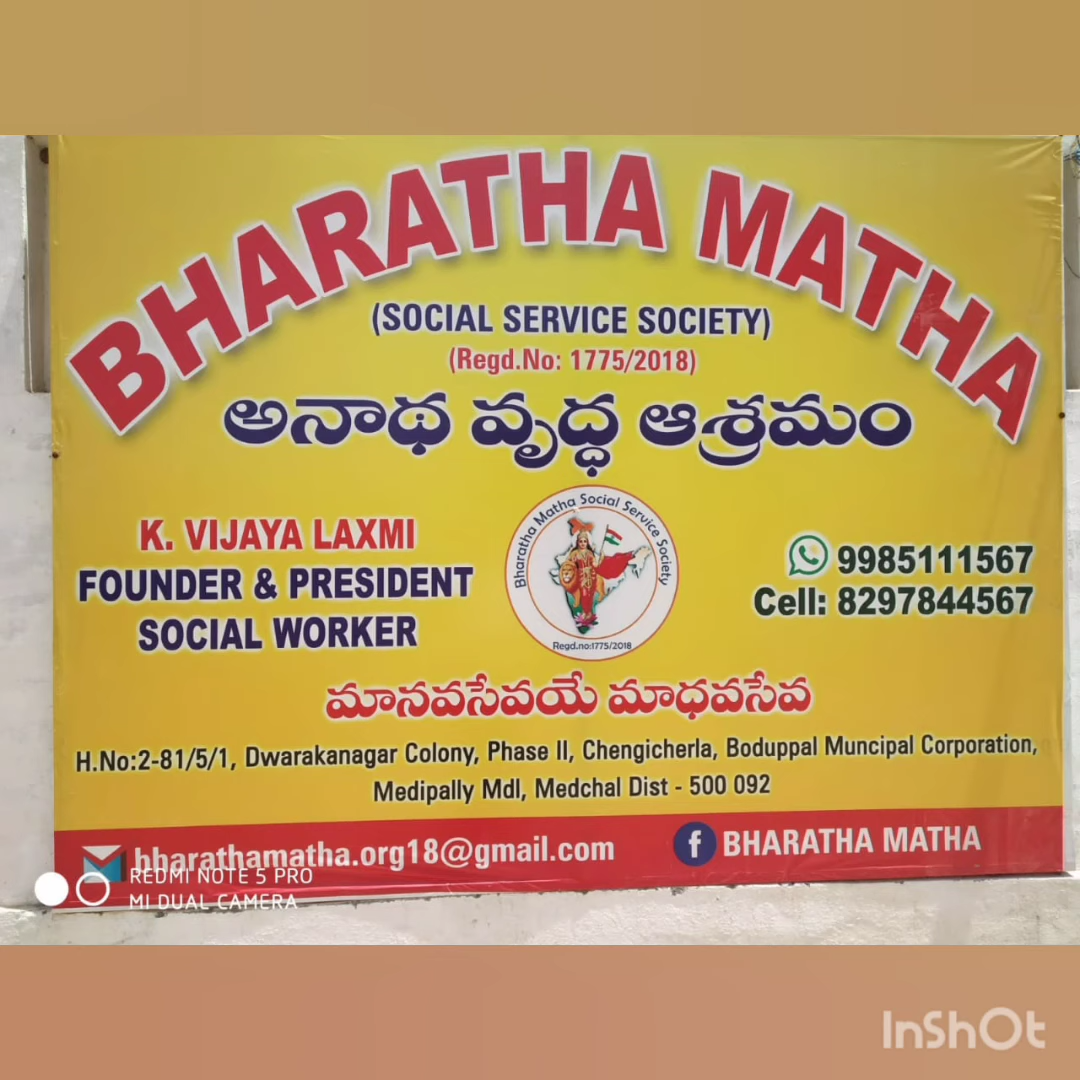 BHARATHA MATHA
(SOCIAL SERVICE SOCIETY)
(Regd.No: 1775/2018)
అనాథ వృద్ధ ఆశ్రమం
K. VIJAYA LAXMI
FOUNDER & PRESIDENT
SOCIAL WORKER
Bharatha Matha Social Service Society
Regd.no:1775/2018
9985111567
Cell: 8297844567
మానవసేవయే మాధవసేవ
H.No:2-81/5/1, Dwarakanagar Colony, Phase II, Chengicherla, Boduppal Muncipal Corporation,
Medipally Mdl, Medchal Dist - 500 092
bharathamatha.org18@gmail.com
f BHARATHA MATHA
REDMI NOTE 5 PRO
MI DUAL CAMERA
InShOt